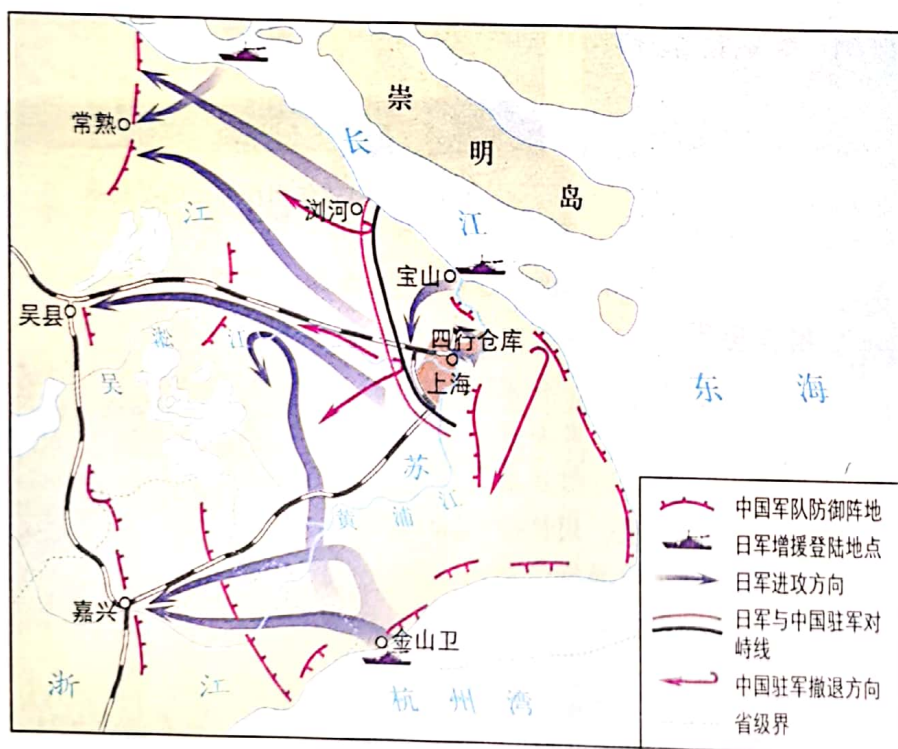 常熟
崇
明
岛
长
江
江
浏河
宝山
吴县
淞
江
吴
四行仓库
上海
东 海
苏
黄 浦 江
嘉兴
金山卫
浙 江
杭 州 湾
中国军队防御阵地
日军增援登陆地点
日军进攻方向
日军与中国驻军对
峙线
中国驻军撤退方向
省级界